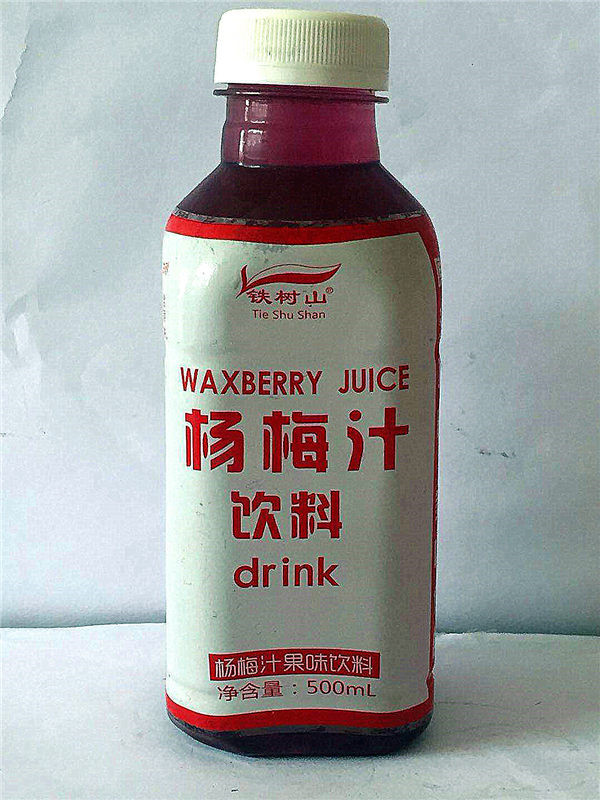 铁树山®
Tie Shu Shan
WAXBERRY JUICE
杨梅汁
饮料
drink
杨梅汁果味饮料
净含量：500mL